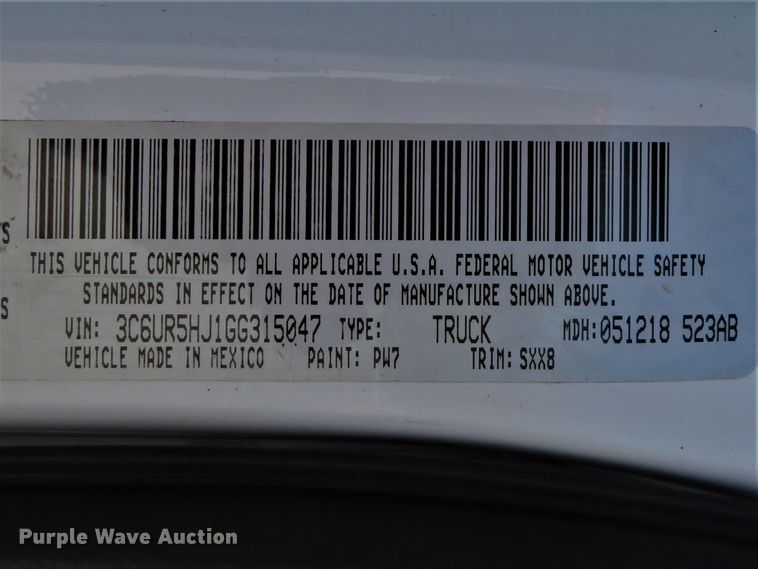 THIS VEHICLE CONFORMS TO ALL APPLICABLE U.S.A. FEDERAL MOTOR VEHICLE SAFETY
STANDARDS IN EFFECT ON THE DATE OF MANUFACTURE SHOWN ABOVE.
VIN: 3C6UR5HJ1GG315047 TYPE: TRUCK MDH:051218 523AB
VEHICLE MADE IN MEXICO PAINT: PW7 TRIM: SXX8
Purple Wave Auction